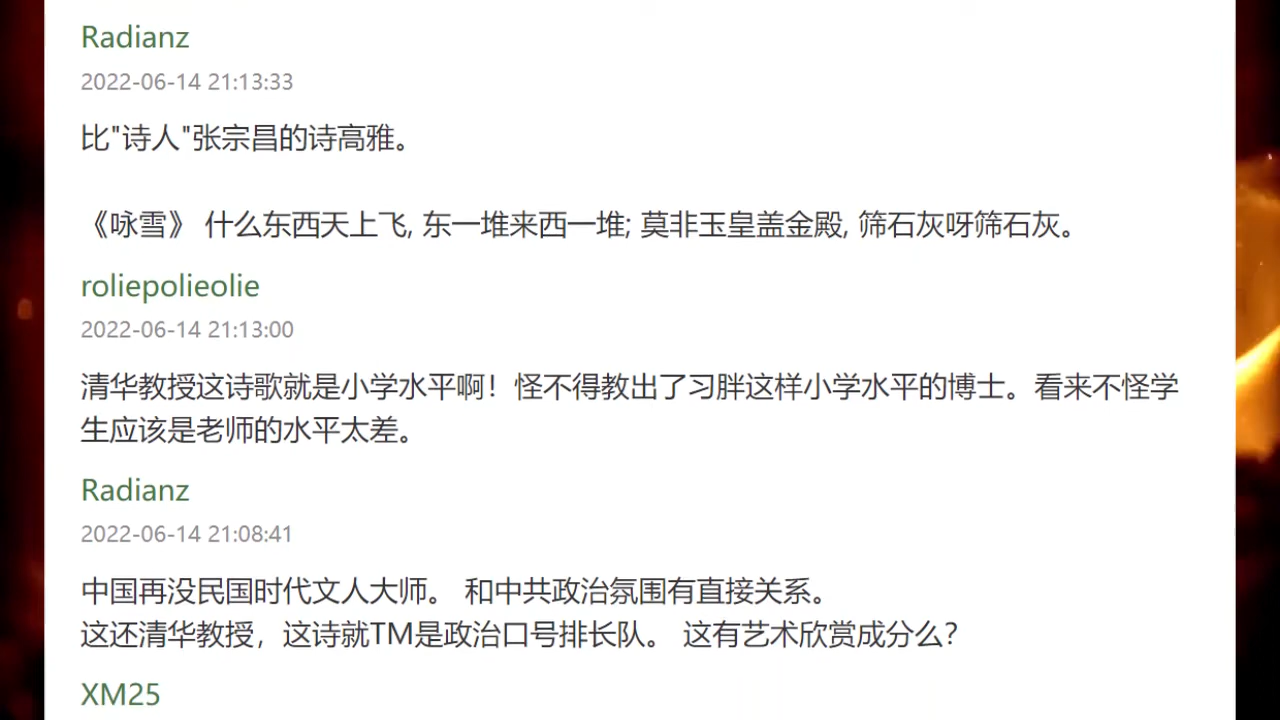 Radianz
2022-06-14 21:13:33
比"诗人"张宗昌的诗高雅。
《咏雪》 什么东西天上飞, 东一堆来西一堆; 莫非玉皇盖金殿, 筛石灰呀筛石灰。
roliepolieolie
2022-06-14 21:13:00
清华教授这诗歌就是小学水平啊！怪不得教出了习胖这样小学水平的博士。看来不怪学
生应该是老师的水平太差。
Radianz
2022-06-14 21:08:41
中国再没民国时代文人大师。 和中共政治氛围有直接关系。
这还清华教授，这诗就TM是政治口号排长队。 这有艺术欣赏成分么？
XM25